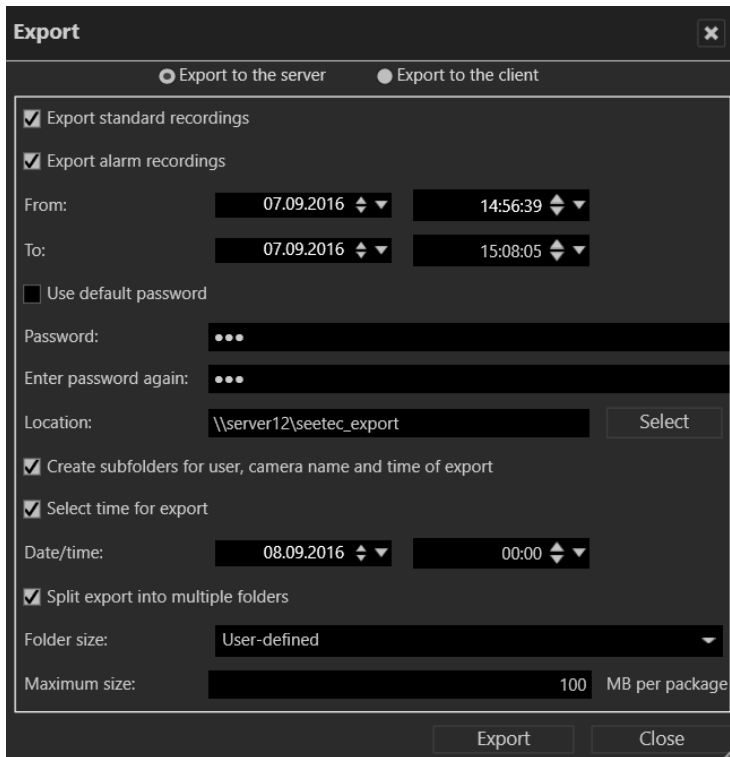 Export
Export to the server Export to the client
Export standard recordings
Export alarm recordings
From: 07.09.2016 14:56:39
To: 07.09.2016 15:08:05
Use default password
Password: •••
Enter password again: •••
Location: \\server12\seetec_export Select
Create subfolders for user, camera name and time of export
Select time for export
Date/time: 08.09.2016 00:00
Split export into multiple folders
Folder size: User-defined
Maximum size: 100 MB per package
Export Close